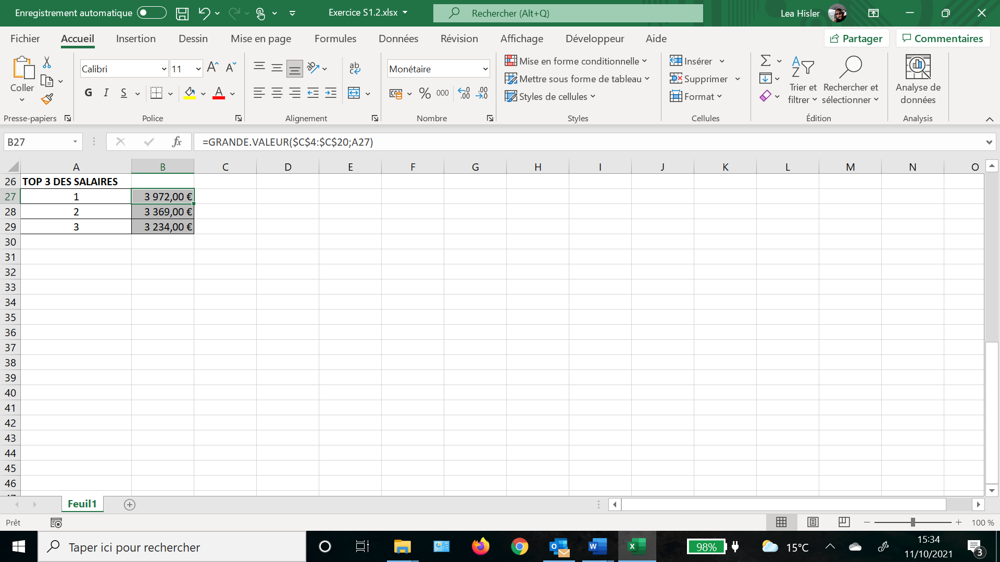 Enregistrement automatique
Exercice S1.2.xlsx
Rechercher (Alt+Q)
Lea Hisler
Fichier Accueil Insertion Dessin Mise en page Formules Données Révision Affichage Développeur Aide
Partager Commentaires
Coller
Presse-papiers
Calibri 11
G I S
Police
ab
Alignement
Monétaire
% 000
Nombre
Mise en forme conditionnelle
Mettre sous forme de tableau
Styles de cellules
Styles
Insérer
Supprimer
Format
Cellules
Trier et filtrer
Rechercher et sélectionner
Édition
Analyse de données
Analysis
B27 fx =GRANDE.VALEUR($C$4:$C$20;A27)
A B C D E F G H I J K L M N O
26 TOP 3 DES SALAIRES
27 1 3 972,00 €
28 2 3 369,00 €
29 3 3 234,00 €
30
31
32
33
34
35
36
37
38
39
40
41
42
43
44
45
46
Feuil1
Prêt
100 %
Taper ici pour rechercher
98%
15°C
15:34
11/10/2021
3